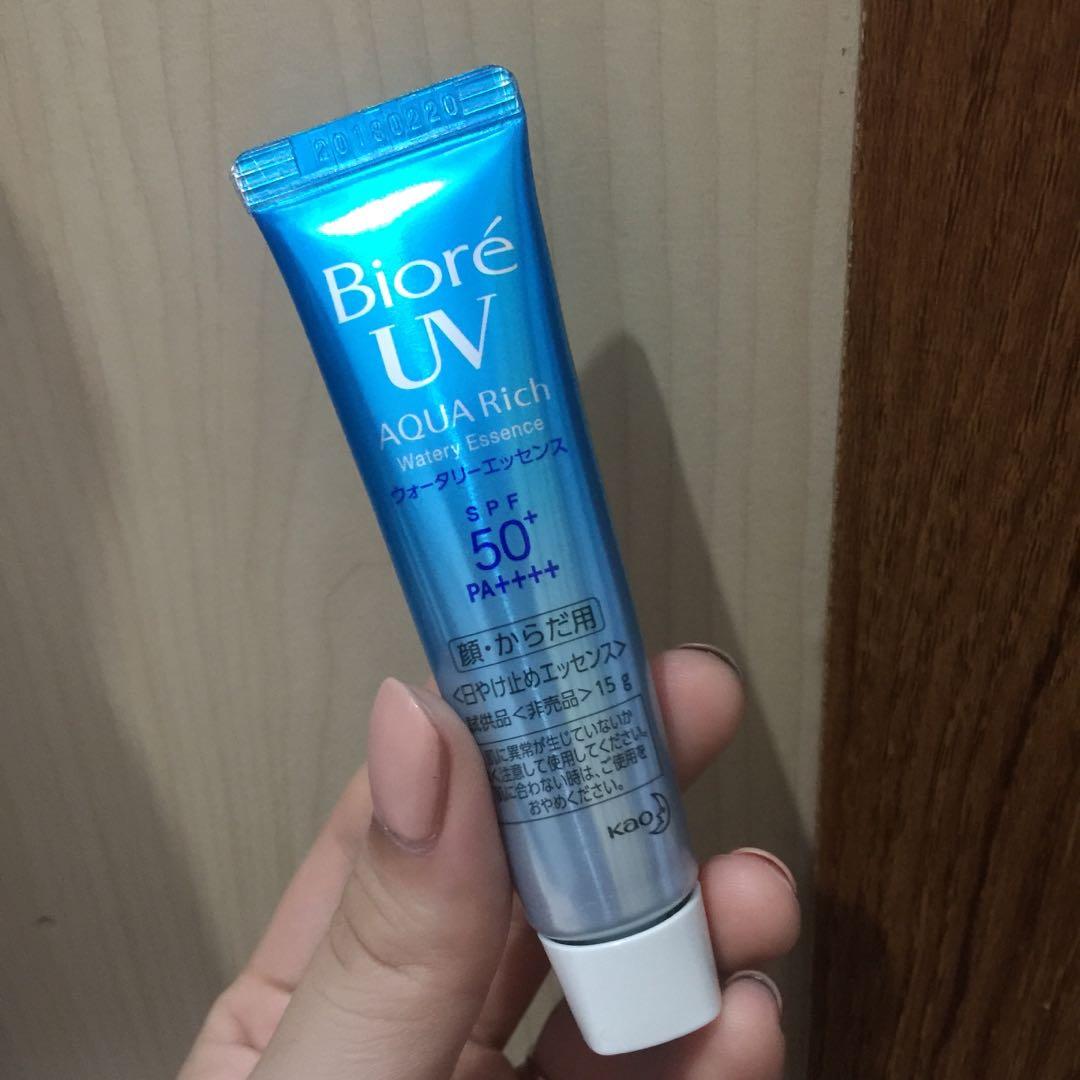 20180220
Bioré
UV
AQUA Rich
Watery Essence
ウォータリーエッセンス
SPF
50+
PA++++
顔・からだ用
<日やけ止めエッセンス>
試供品<非売品>15g
肌に異常が生じていないか
く注意して使用してください。
肌に合わない時は、ご使用を
おやめください。
Kao